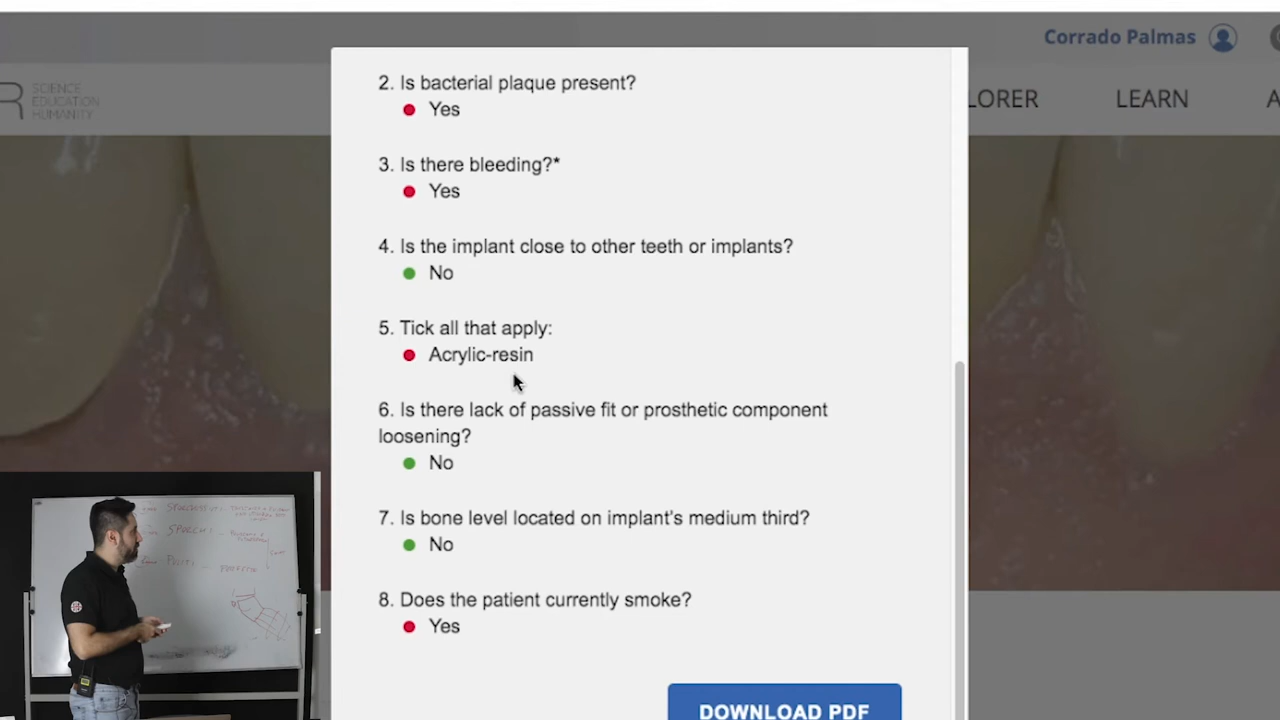 Corrado Palmas
SCIENCE
EDUCATION
HUMANITY
LORER
LEARN
A
2. Is bacterial plaque present?
Yes
3. Is there bleeding?*
Yes
4. Is the implant close to other teeth or implants?
No
5. Tick all that apply:
Acrylic-resin
6. Is there lack of passive fit or prosthetic component
loosening?
No
7. Is bone level located on implant's medium third?
No
8. Does the patient currently smoke?
Yes
DOWNLOAD PDF